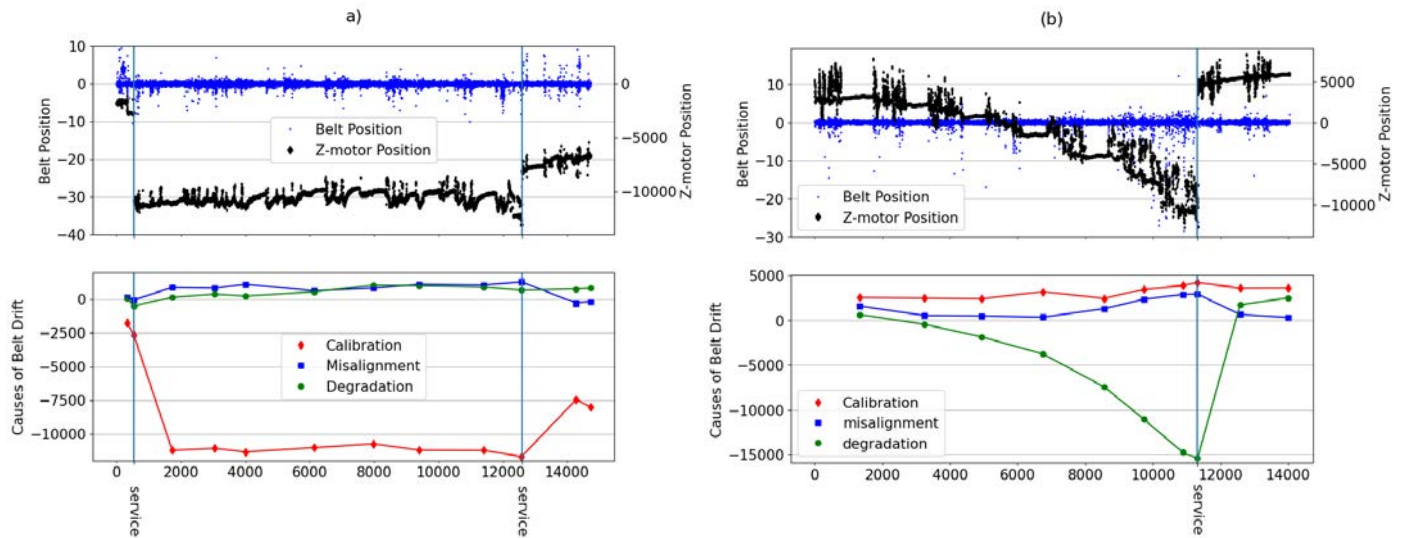 a)
10
0
−10
−20
−30
−40
Belt Position
0
−5000
−10000
Z-motor Position
Belt Position
Z-motor Position
0
−2500
−5000
−7500
−10000
Causes of Belt Drift
Calibration
Misalignment
Degradation
0 2000 4000 6000 8000 10000 12000 14000
service
service
(b)
10
0
−10
−20
−30
Belt Position
5000
0
−5000
−10000
Z-motor Position
Belt Position
Z-motor Position
5000
0
−5000
−10000
−15000
Causes of Belt Drift
Calibration
misalignment
degradation
0 2000 4000 6000 8000 10000 12000 14000
service